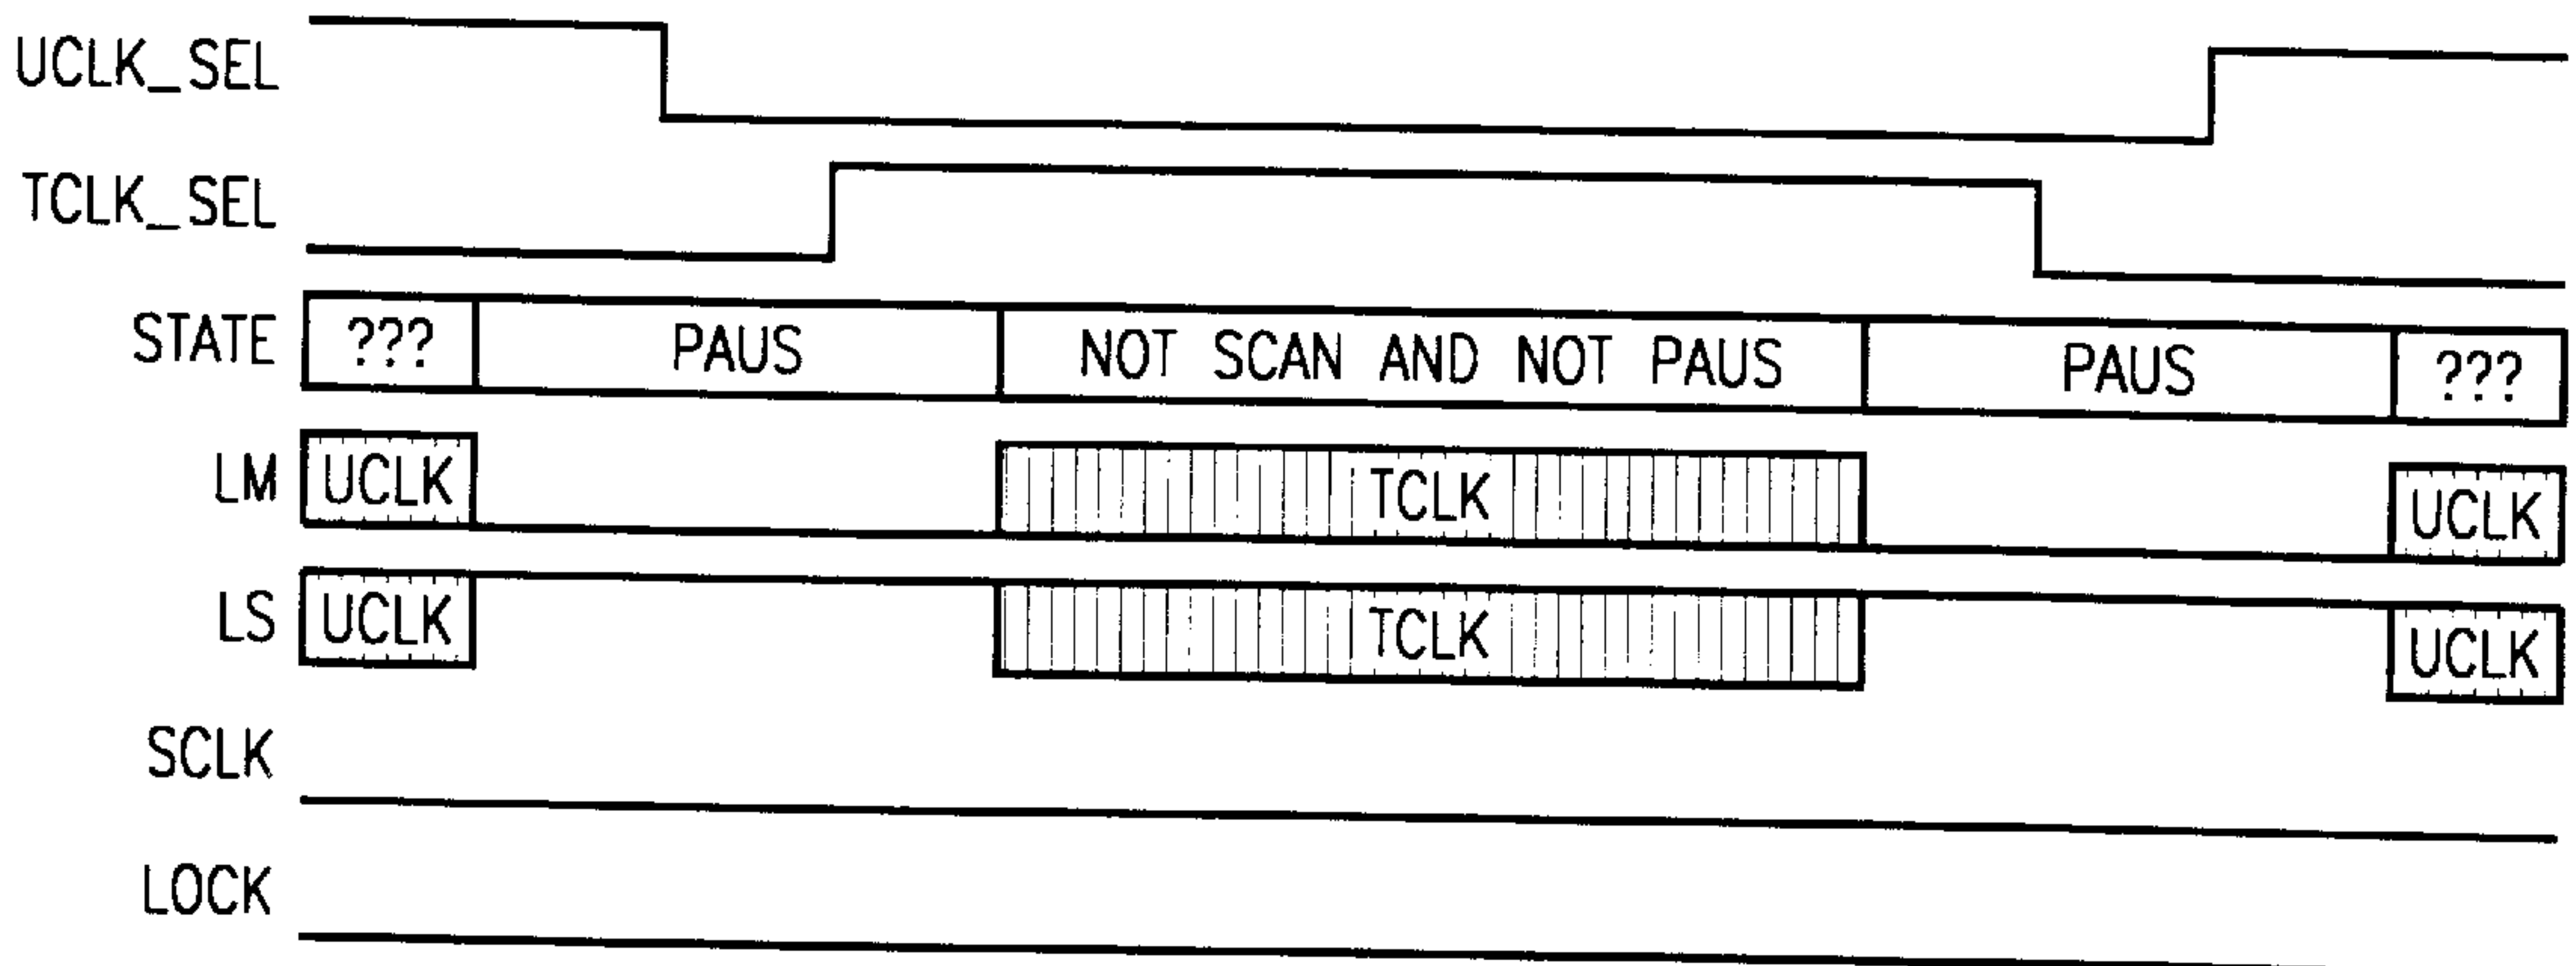 UCLK_SEL
TCLK_SEL
STATE ??? PAUS NOT SCAN AND NOT PAUS PAUS ???
LM UCLK TCLK UCLK
LS UCLK TCLK UCLK
SCLK
LOCK